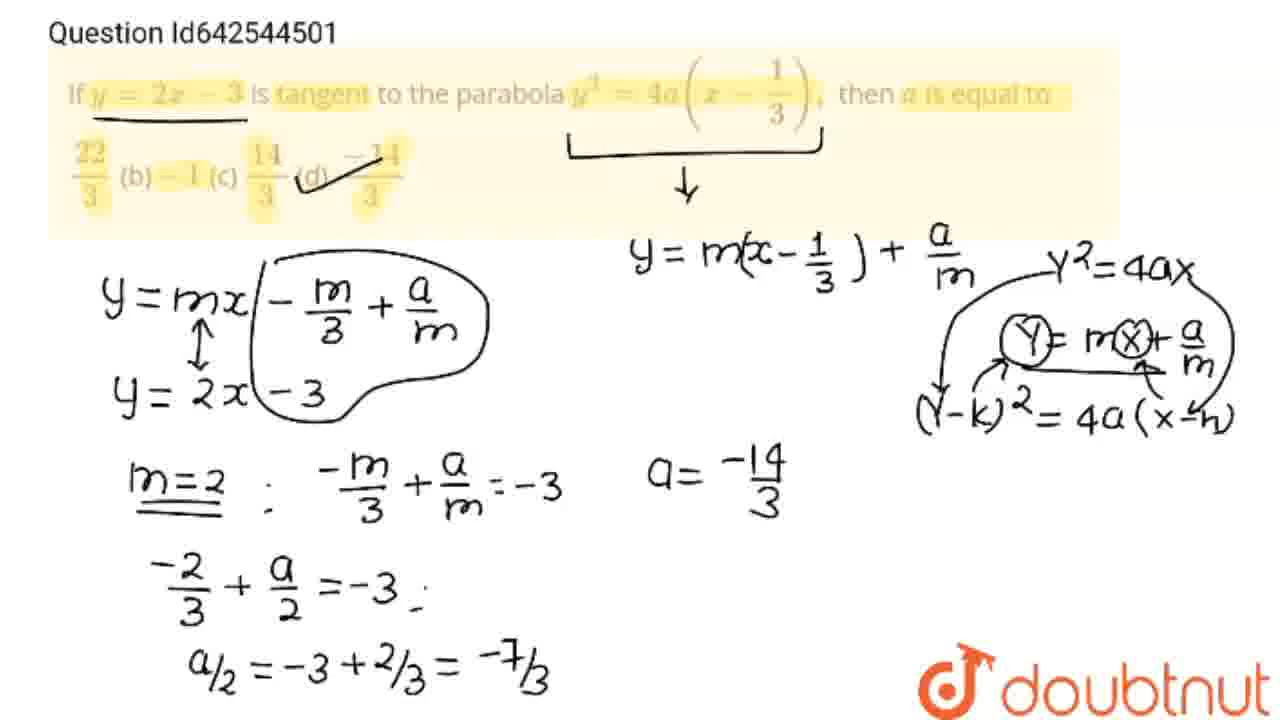 Question Id642544501
If y = 2x − 3 is tangent to the parabola y² = 4a(x − 1/3), then a is equal to
22/3 (b) −1 (c) 14/3 (d) −14/3
y = m(x − 1/3) + a/m
y² = 4ax
y = mx − m/3 + a/m
y = mx + a/m
y = 2x − 3
(y − k)² = 4a(x − h)
m = 2 : −m/3 + a/m = −3
a = −14/3
−2/3 + a/2 = −3 :
a/2 = −3 + 2/3 = −7/3
doubtnut